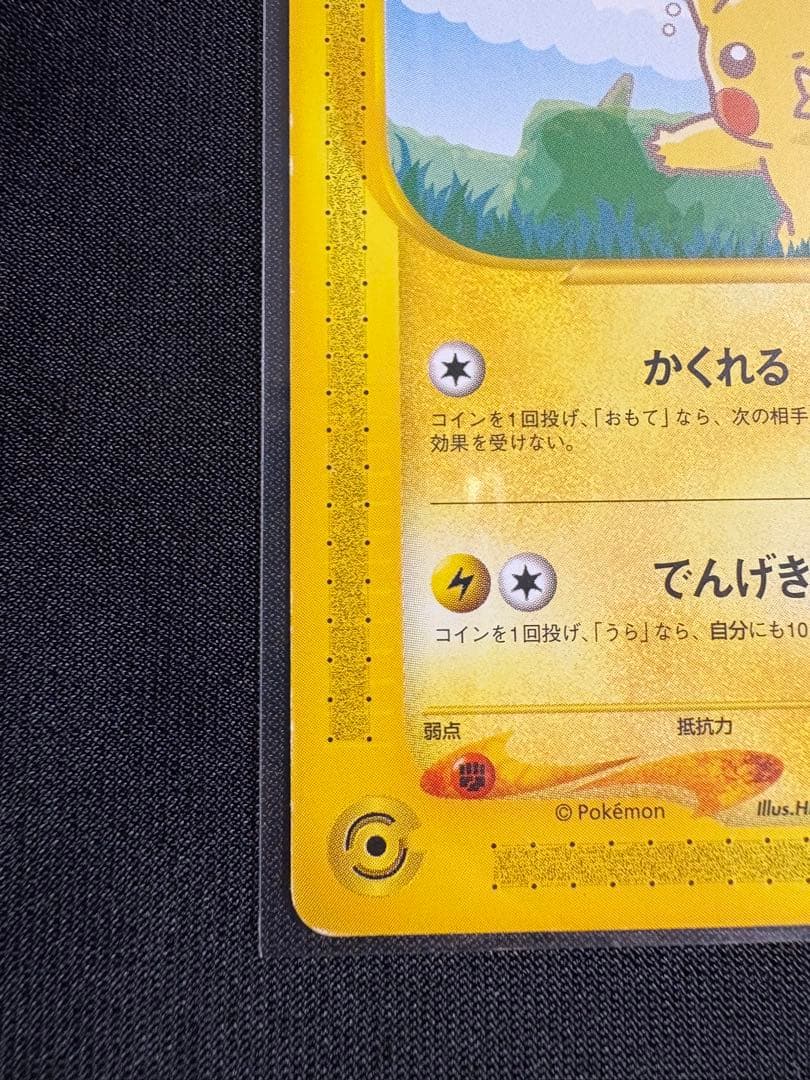 かくれる
コインを1回投げ、「おもて」なら、次の相手
効果を受けない。
でんげき
コインを1回投げ、「うら」なら、自分にも10
弱点
抵抗力
© Pokémon
Illus.H